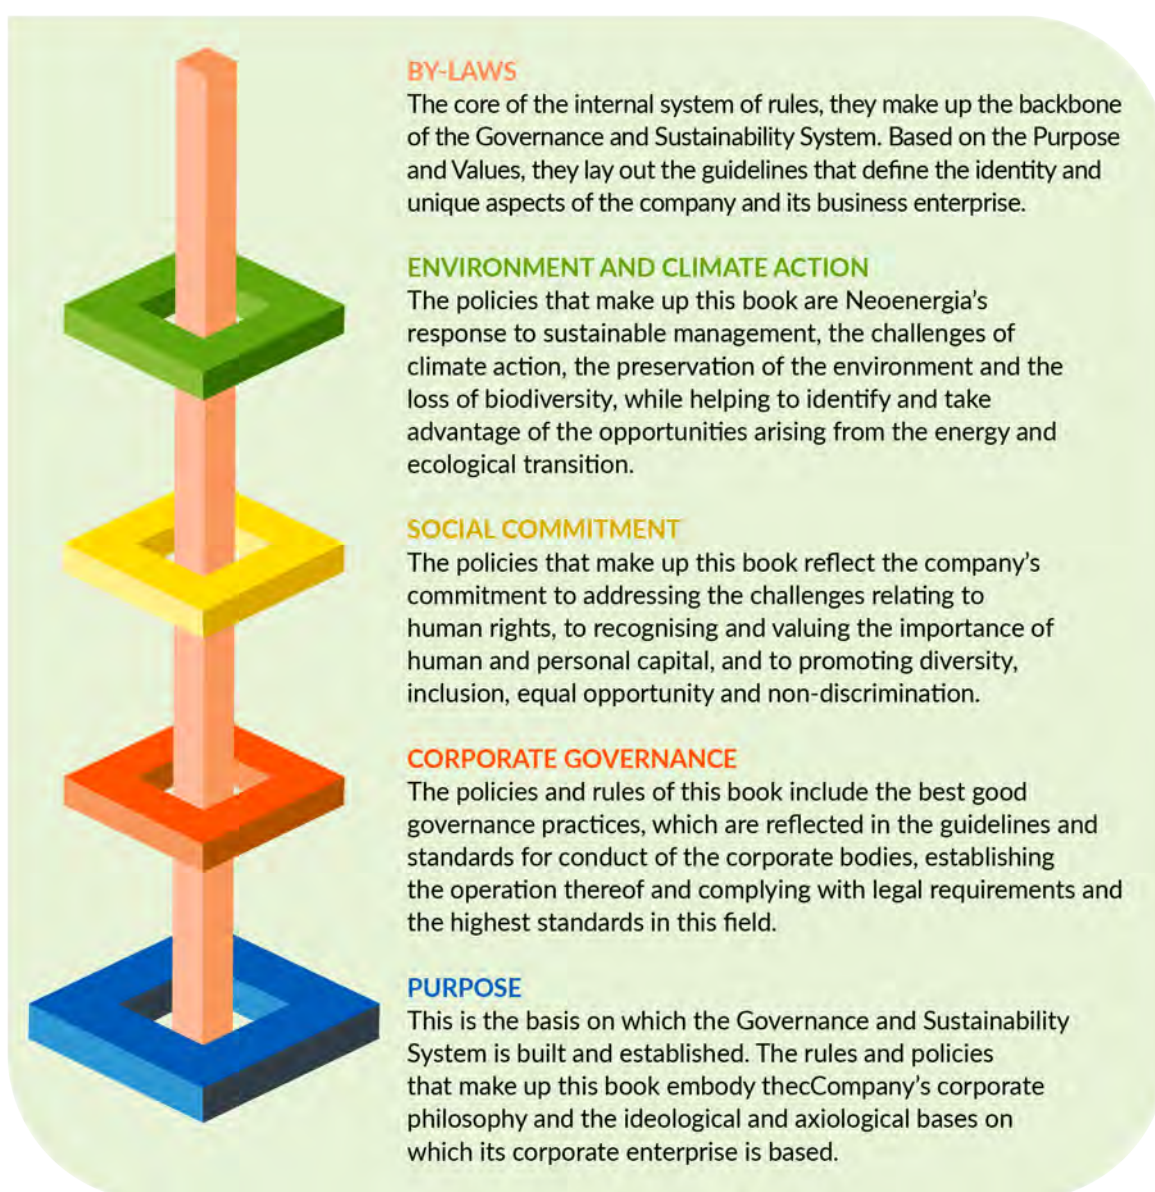 BY-LAWS
The core of the internal system of rules, they make up the backbone
of the Governance and Sustainability System. Based on the Purpose
and Values, they lay out the guidelines that define the identity and
unique aspects of the company and its business enterprise.
ENVIRONMENT AND CLIMATE ACTION
The policies that make up this book are Neoenergia’s
response to sustainable management, the challenges of
climate action, the preservation of the environment and the
loss of biodiversity, while helping to identify and take
advantage of the opportunities arising from the energy and
ecological transition.
SOCIAL COMMITMENT
The policies that make up this book reflect the company’s
commitment to addressing the challenges relating to
human rights, to recognising and valuing the importance of
human and personal capital, and to promoting diversity,
inclusion, equal opportunity and non-discrimination.
CORPORATE GOVERNANCE
The policies and rules of this book include the best good
governance practices, which are reflected in the guidelines and
standards for conduct of the corporate bodies, establishing
the operation thereof and complying with legal requirements and
the highest standards in this field.
PURPOSE
This is the basis on which the Governance and Sustainability
System is built and established. The rules and policies
that make up this book embody thecCompany’s corporate
philosophy and the ideological and axiological bases on
which its corporate enterprise is based.